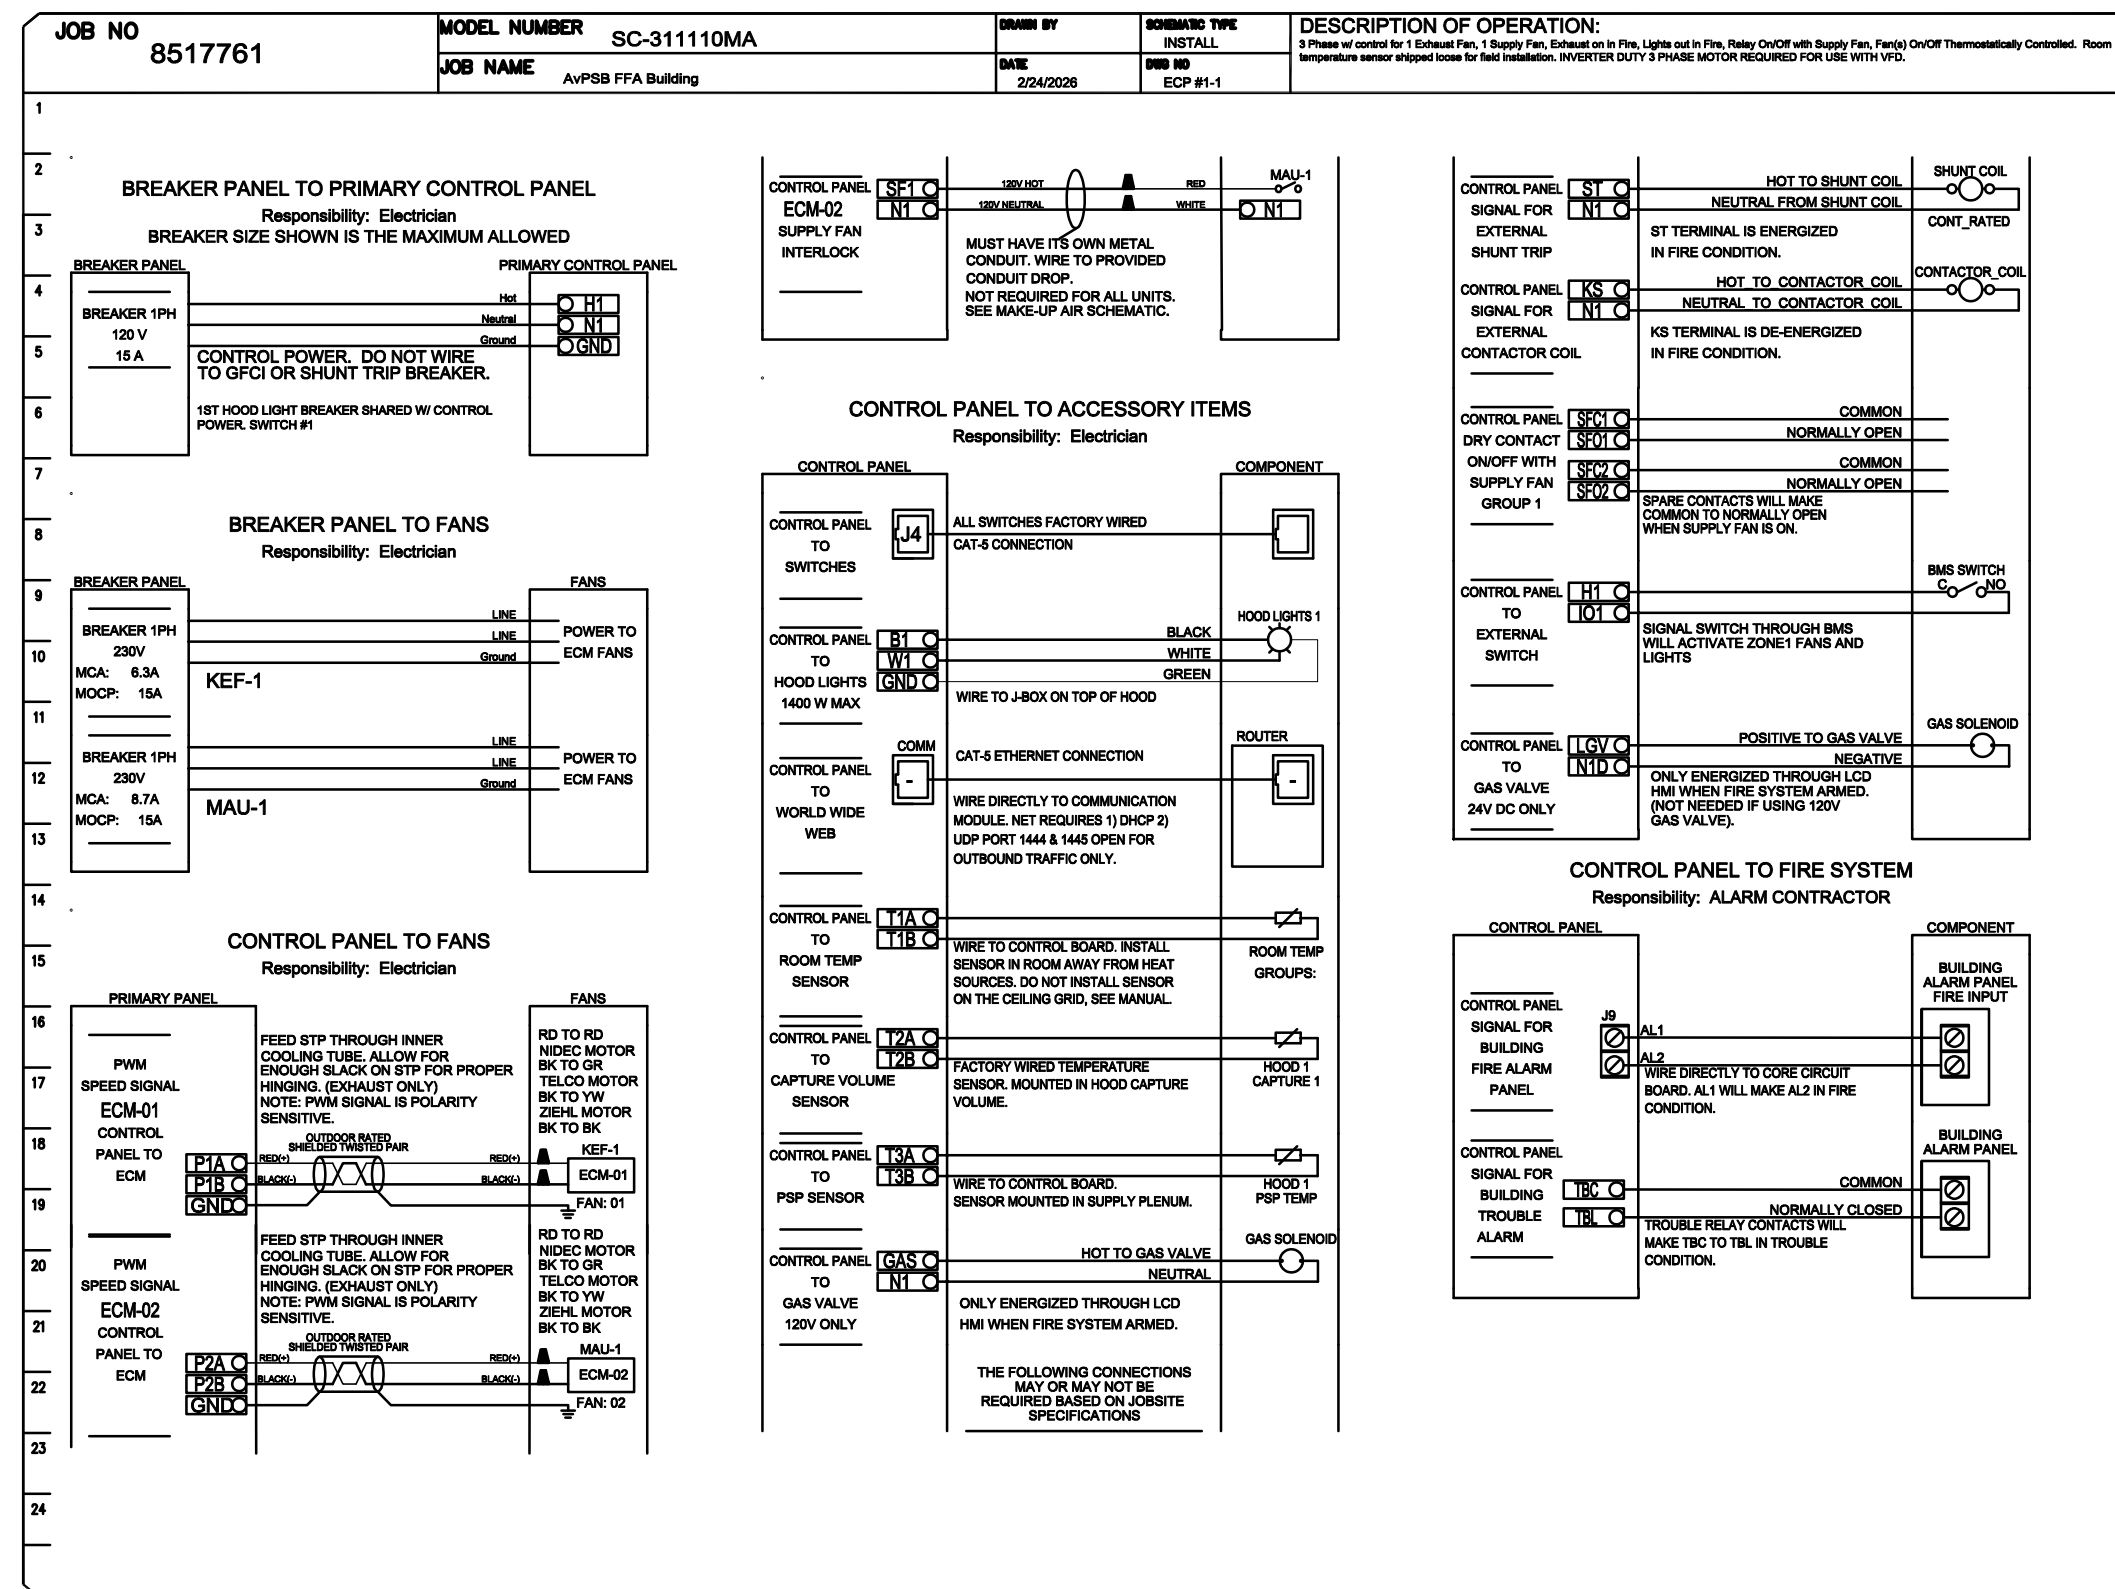 JOB NO
8517761
MODEL NUMBER
SC-311110MA
JOB NAME
AvPSB FFA Building
DRAWN BY
DATE
2/24/2026
SCHEMATIC TYPE
INSTALL
DWG NO
ECP #1-1
DESCRIPTION OF OPERATION:
3 Phase w/ control for 1 Exhaust Fan, 1 Supply Fan, Exhaust on in Fire, Lights out in Fire, Relay On/Off with Supply Fan, Fan(s) On/Off Thermostatically Controlled. Room
temperature sensor shipped loose for field installation. INVERTER DUTY 3 PHASE MOTOR REQUIRED FOR USE WITH VFD.
1
2
3
4
5
6
7
8
9
10
11
12
13
14
15
16
17
18
19
20
21
22
23
24
BREAKER PANEL TO PRIMARY CONTROL PANEL
Responsibility: Electrician
BREAKER SIZE SHOWN IS THE MAXIMUM ALLOWED
BREAKER PANEL
PRIMARY CONTROL PANEL
BREAKER 1PH
120 V
15 A
Hot
H1
Neutral
N1
Ground
GND
CONTROL POWER. DO NOT WIRE
TO GFCI OR SHUNT TRIP BREAKER.
1ST HOOD LIGHT BREAKER SHARED W/ CONTROL
POWER. SWITCH #1
BREAKER PANEL TO FANS
Responsibility: Electrician
BREAKER PANEL
FANS
BREAKER 1PH
230V
MCA: 6.3A
MOCP: 15A
LINE
LINE
Ground
KEF-1
POWER TO
ECM FANS
BREAKER 1PH
230V
MCA: 8.7A
MOCP: 15A
LINE
LINE
Ground
MAU-1
POWER TO
ECM FANS
CONTROL PANEL TO FANS
Responsibility: Electrician
PRIMARY PANEL
FANS
PWM
SPEED SIGNAL
ECM-01
CONTROL
PANEL TO
ECM
FEED STP THROUGH INNER
COOLING TUBE. ALLOW FOR
ENOUGH SLACK ON STP FOR PROPER
HINGING. (EXHAUST ONLY)
NOTE: PWM SIGNAL IS POLARITY
SENSITIVE.
RD TO RD
NIDEC MOTOR
BK TO GR
TELCO MOTOR
BK TO YW
ZIEHL MOTOR
BK TO BK
OUTDOOR RATED
SHIELDED TWISTED PAIR
P1A
RED(+)
RED(+)
P1B
BLACK(-)
BLACK(-)
GND
KEF-1
ECM-01
FAN: 01
PWM
SPEED SIGNAL
ECM-02
CONTROL
PANEL TO
ECM
FEED STP THROUGH INNER
COOLING TUBE. ALLOW FOR
ENOUGH SLACK ON STP FOR PROPER
HINGING. (EXHAUST ONLY)
NOTE: PWM SIGNAL IS POLARITY
SENSITIVE.
RD TO RD
NIDEC MOTOR
BK TO GR
TELCO MOTOR
BK TO YW
ZIEHL MOTOR
BK TO BK
OUTDOOR RATED
SHIELDED TWISTED PAIR
P2A
RED(+)
RED(+)
P2B
BLACK(-)
BLACK(-)
GND
MAU-1
ECM-02
FAN: 02
CONTROL PANEL
ECM-02
SUPPLY FAN
INTERLOCK
SF1
N1
120V HOT
RED
120V NEUTRAL
WHITE
MAU-1
N1
MUST HAVE ITS OWN METAL
CONDUIT. WIRE TO PROVIDED
CONDUIT DROP.
NOT REQUIRED FOR ALL UNITS.
SEE MAKE-UP AIR SCHEMATIC.
CONTROL PANEL TO ACCESSORY ITEMS
Responsibility: Electrician
CONTROL PANEL
COMPONENT
CONTROL PANEL
TO
SWITCHES
J4
ALL SWITCHES FACTORY WIRED
CAT-5 CONNECTION
CONTROL PANEL
TO
HOOD LIGHTS
1400 W MAX
B1
W1
GND
BLACK
WHITE
GREEN
HOOD LIGHTS 1
WIRE TO J-BOX ON TOP OF HOOD
CONTROL PANEL
TO
WORLD WIDE
WEB
COMM
-
CAT-5 ETHERNET CONNECTION
ROUTER
-
WIRE DIRECTLY TO COMMUNICATION
MODULE. NET REQUIRES 1) DHCP 2)
UDP PORT 1444 & 1445 OPEN FOR
OUTBOUND TRAFFIC ONLY.
CONTROL PANEL
TO
ROOM TEMP
SENSOR
T1A
T1B
WIRE TO CONTROL BOARD. INSTALL
SENSOR IN ROOM AWAY FROM HEAT
SOURCES. DO NOT INSTALL SENSOR
ON THE CEILING GRID, SEE MANUAL.
ROOM TEMP
GROUPS:
CONTROL PANEL
TO
CAPTURE VOLUME
SENSOR
T2A
T2B
FACTORY WIRED TEMPERATURE
SENSOR. MOUNTED IN HOOD CAPTURE
VOLUME.
HOOD 1
CAPTURE 1
CONTROL PANEL
TO
PSP SENSOR
T3A
T3B
WIRE TO CONTROL BOARD.
SENSOR MOUNTED IN SUPPLY PLENUM.
HOOD 1
PSP TEMP
CONTROL PANEL
TO
GAS VALVE
120V ONLY
GAS
N1
HOT TO GAS VALVE
NEUTRAL
GAS SOLENOID
ONLY ENERGIZED THROUGH LCD
HMI WHEN FIRE SYSTEM ARMED.
THE FOLLOWING CONNECTIONS
MAY OR MAY NOT BE
REQUIRED BASED ON JOBSITE
SPECIFICATIONS
CONTROL PANEL
SIGNAL FOR
EXTERNAL
SHUNT TRIP
ST
N1
HOT TO SHUNT COIL
NEUTRAL FROM SHUNT COIL
SHUNT COIL
CONT_RATED
ST TERMINAL IS ENERGIZED
IN FIRE CONDITION.
CONTROL PANEL
SIGNAL FOR
EXTERNAL
CONTACTOR COIL
KS
N1
HOT TO CONTACTOR COIL
NEUTRAL TO CONTACTOR COIL
CONTACTOR_COIL
KS TERMINAL IS DE-ENERGIZED
IN FIRE CONDITION.
CONTROL PANEL
DRY CONTACT
ON/OFF WITH
SUPPLY FAN
GROUP 1
SFC1
SFO1
SFC2
SFO2
COMMON
NORMALLY OPEN
COMMON
NORMALLY OPEN
SPARE CONTACTS WILL MAKE
COMMON TO NORMALLY OPEN
WHEN SUPPLY FAN IS ON.
CONTROL PANEL
TO
EXTERNAL
SWITCH
H1
IO1
BMS SWITCH
C
NO
SIGNAL SWITCH THROUGH BMS
WILL ACTIVATE ZONE1 FANS AND
LIGHTS
CONTROL PANEL
TO
GAS VALVE
24V DC ONLY
LGV
N1D
POSITIVE TO GAS VALVE
NEGATIVE
GAS SOLENOID
ONLY ENERGIZED THROUGH LCD
HMI WHEN FIRE SYSTEM ARMED.
(NOT NEEDED IF USING 120V
GAS VALVE).
CONTROL PANEL TO FIRE SYSTEM
Responsibility: ALARM CONTRACTOR
CONTROL PANEL
COMPONENT
CONTROL PANEL
SIGNAL FOR
BUILDING
FIRE ALARM
PANEL
J9
AL1
AL2
WIRE DIRECTLY TO CORE CIRCUIT
BOARD. AL1 WILL MAKE AL2 IN FIRE
CONDITION.
BUILDING
ALARM PANEL
FIRE INPUT
CONTROL PANEL
SIGNAL FOR
BUILDING
TROUBLE
ALARM
TBC
TBL
COMMON
NORMALLY CLOSED
TROUBLE RELAY CONTACTS WILL
MAKE TBC TO TBL IN TROUBLE
CONDITION.
BUILDING
ALARM PANEL